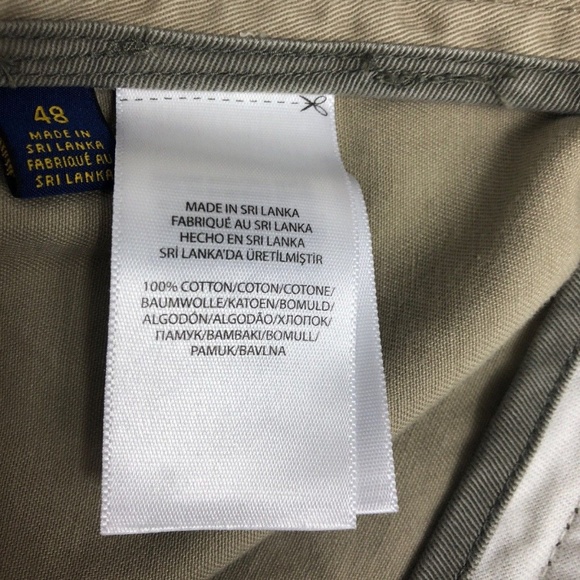 48
MADE IN
SRI LANKA
FABRIQUÉ AU
SRI LANKA
MADE IN SRI LANKA
FABRIQUÉ AU SRI LANKA
HECHO EN SRI LANKA
SRİ LANKA'DA ÜRETİLMİŞTİR
100% COTTON/COTON/COTONE/
BAUMWOLLE/KATOEN/BOMULD/
ALGODÓN/ALGODÃO/ХЛОПОК/
ПАМУК/BAMBAKI/BOMULL/
PAMUK/BAVLNA